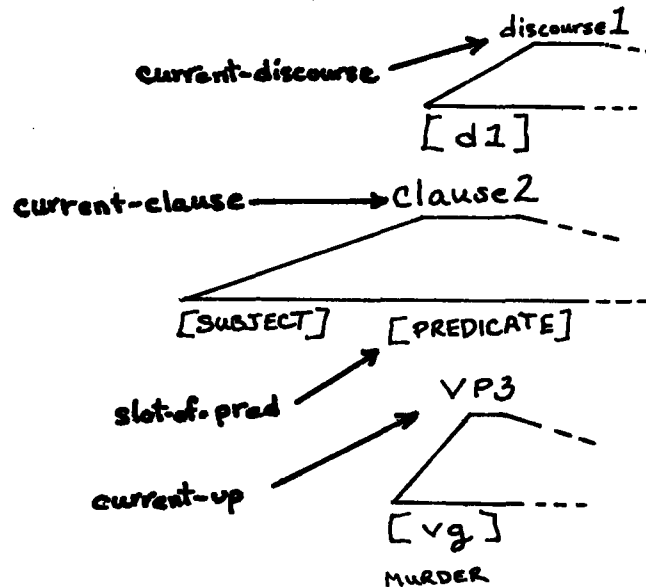 discourse1
current-discourse
[d1]
current-clause
Clause2
[SUBJECT] [PREDICATE]
slot-of-pred
VP3
current-vp
[vg]
MURDER